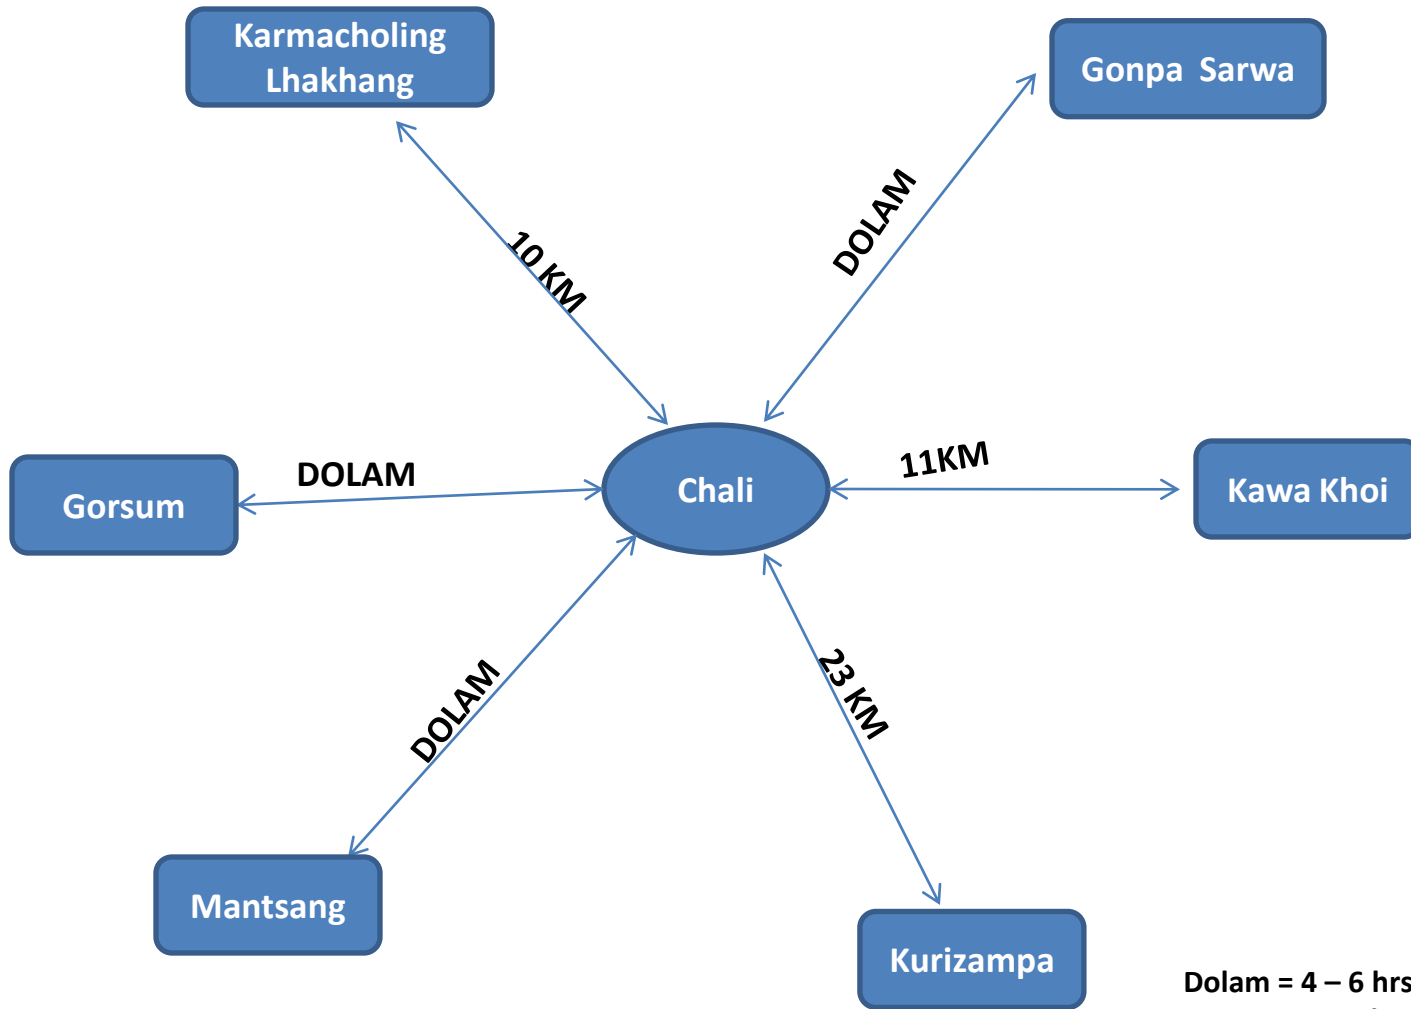 Karmacholing
Lhakhang
Gonpa Sarwa
DOLAM
10 KM
DOLAM
11KM
Gorsum
Chali
Kawa Khoi
DOLAM
23 KM
Mantsang
Kurizampa
Dolam = 4 – 6 hrs